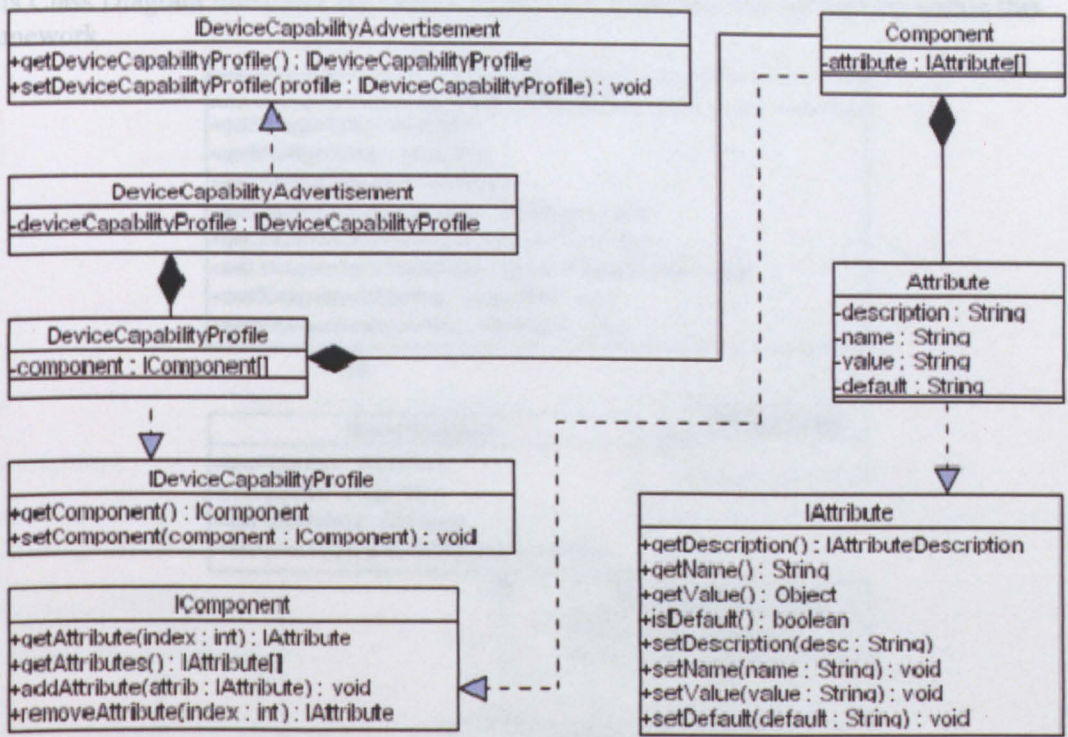 IDeviceCapabilityAdvertisement
+getDeviceCapabilityProfile() : IDeviceCapabilityProfile
+setDeviceCapabilityProfile(profile : IDeviceCapabilityProfile) : void
Component
-attribute : IAttribute[]
DeviceCapabilityAdvertisement
-deviceCapabilityProfile : IDeviceCapabilityProfile
DeviceCapabilityProfile
-component : IComponent[]
Attribute
-description : String
-name : String
-value : String
-default : String
IDeviceCapabilityProfile
+getComponent() : IComponent
+setComponent(component : IComponent) : void
IComponent
+getAttribute(index : int) : IAttribute
+getAttributes() : IAttribute[]
+addAttribute(attrib : IAttribute) : void
+removeAttribute(index : int) : IAttribute
IAttribute
+getDescription() : IAttributeDescription
+getName() : String
+getValue() : Object
+isDefault() : boolean
+setDescription(desc : String)
+setName(name : String) : void
+setValue(value : String) : void
+setDefault(default : String) : void